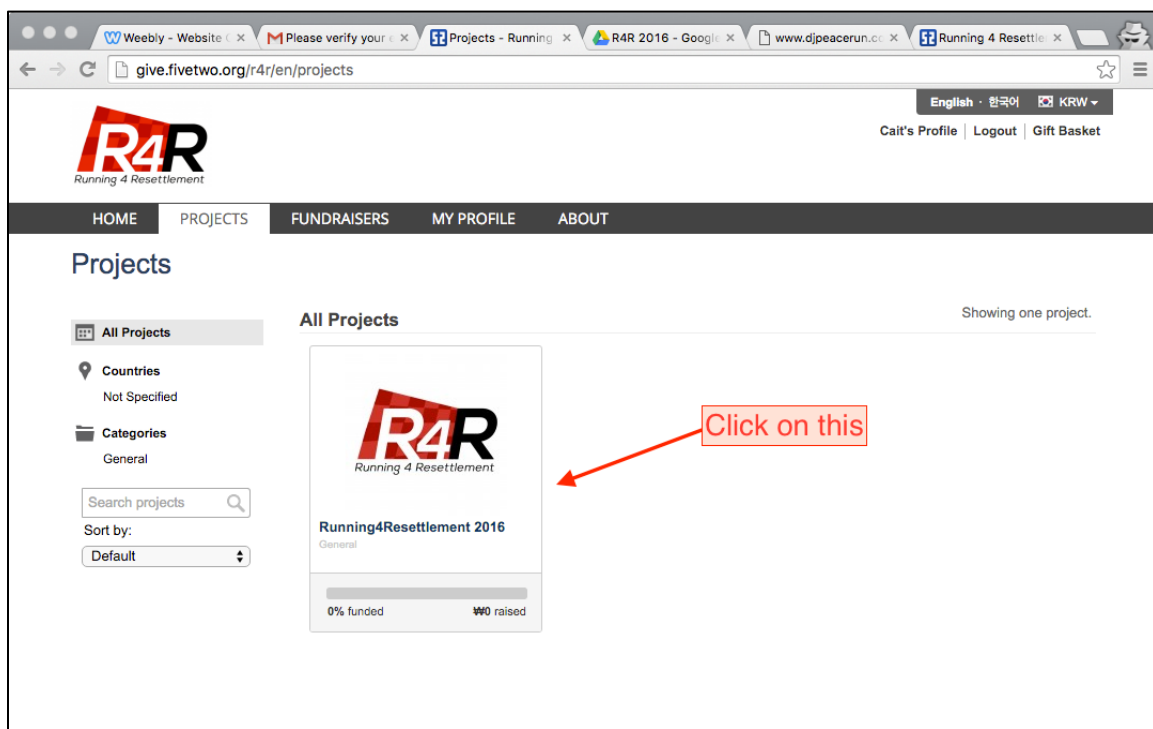 Weebly - Website C
Please verify your e
Projects - Running
R4R 2016 - Google
www.djpeacerun.cc
Running 4 Resettle
give.fivetwo.org/r4r/en/projects
English · 한국어 KRW
Cait's Profile | Logout | Gift Basket
R4R
Running 4 Resettlement
HOME PROJECTS FUNDRAISERS MY PROFILE ABOUT
Projects
All Projects
Countries
Not Specified
Categories
General
Search projects
Sort by:
Default
All Projects
Showing one project.
R4R
Running 4 Resettlement
Running4Resettlement 2016
General
0% funded ₩0 raised
Click on this